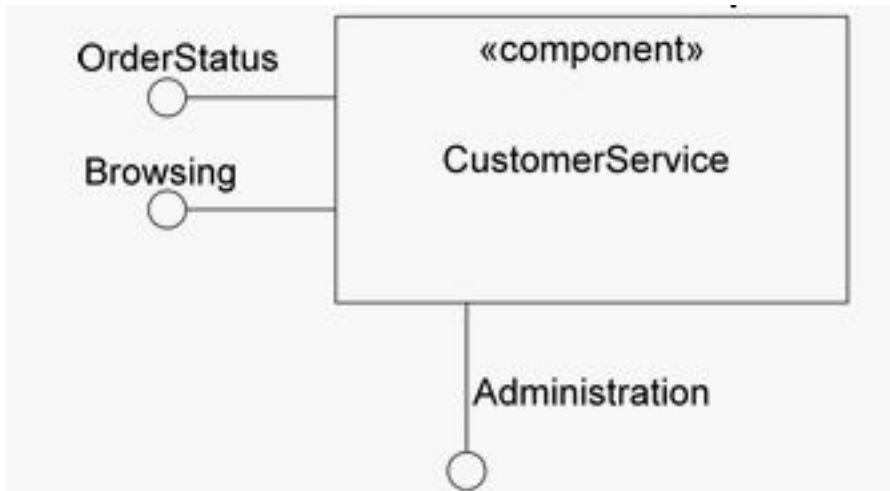 OrderStatus
«component»
Browsing
CustomerService
Administration